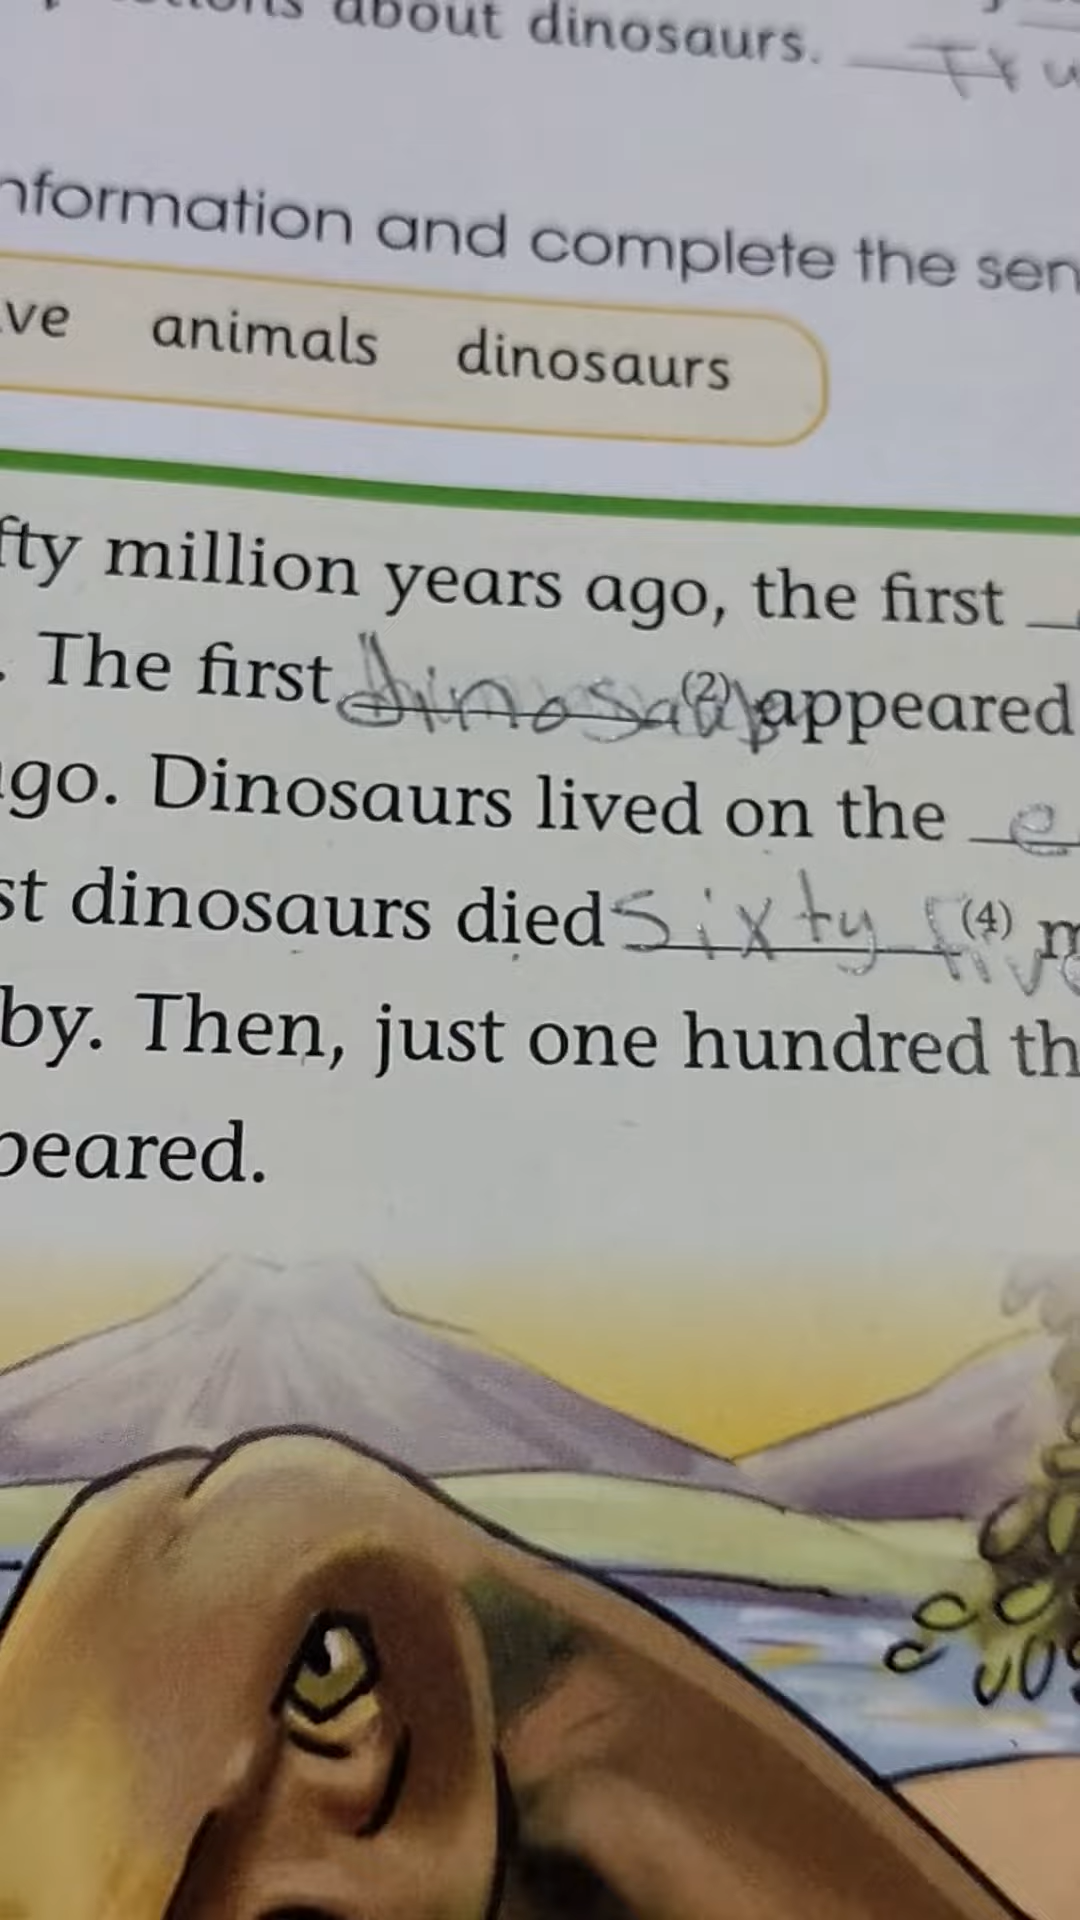 about dinosaurs. Tru
nformation and complete the sen
ve animals dinosaurs
fty million years ago, the first
. The first dinosaur (2) appeared
go. Dinosaurs lived on the e
st dinosaurs died sixty five (4) m
by. Then, just one hundred th
peared.